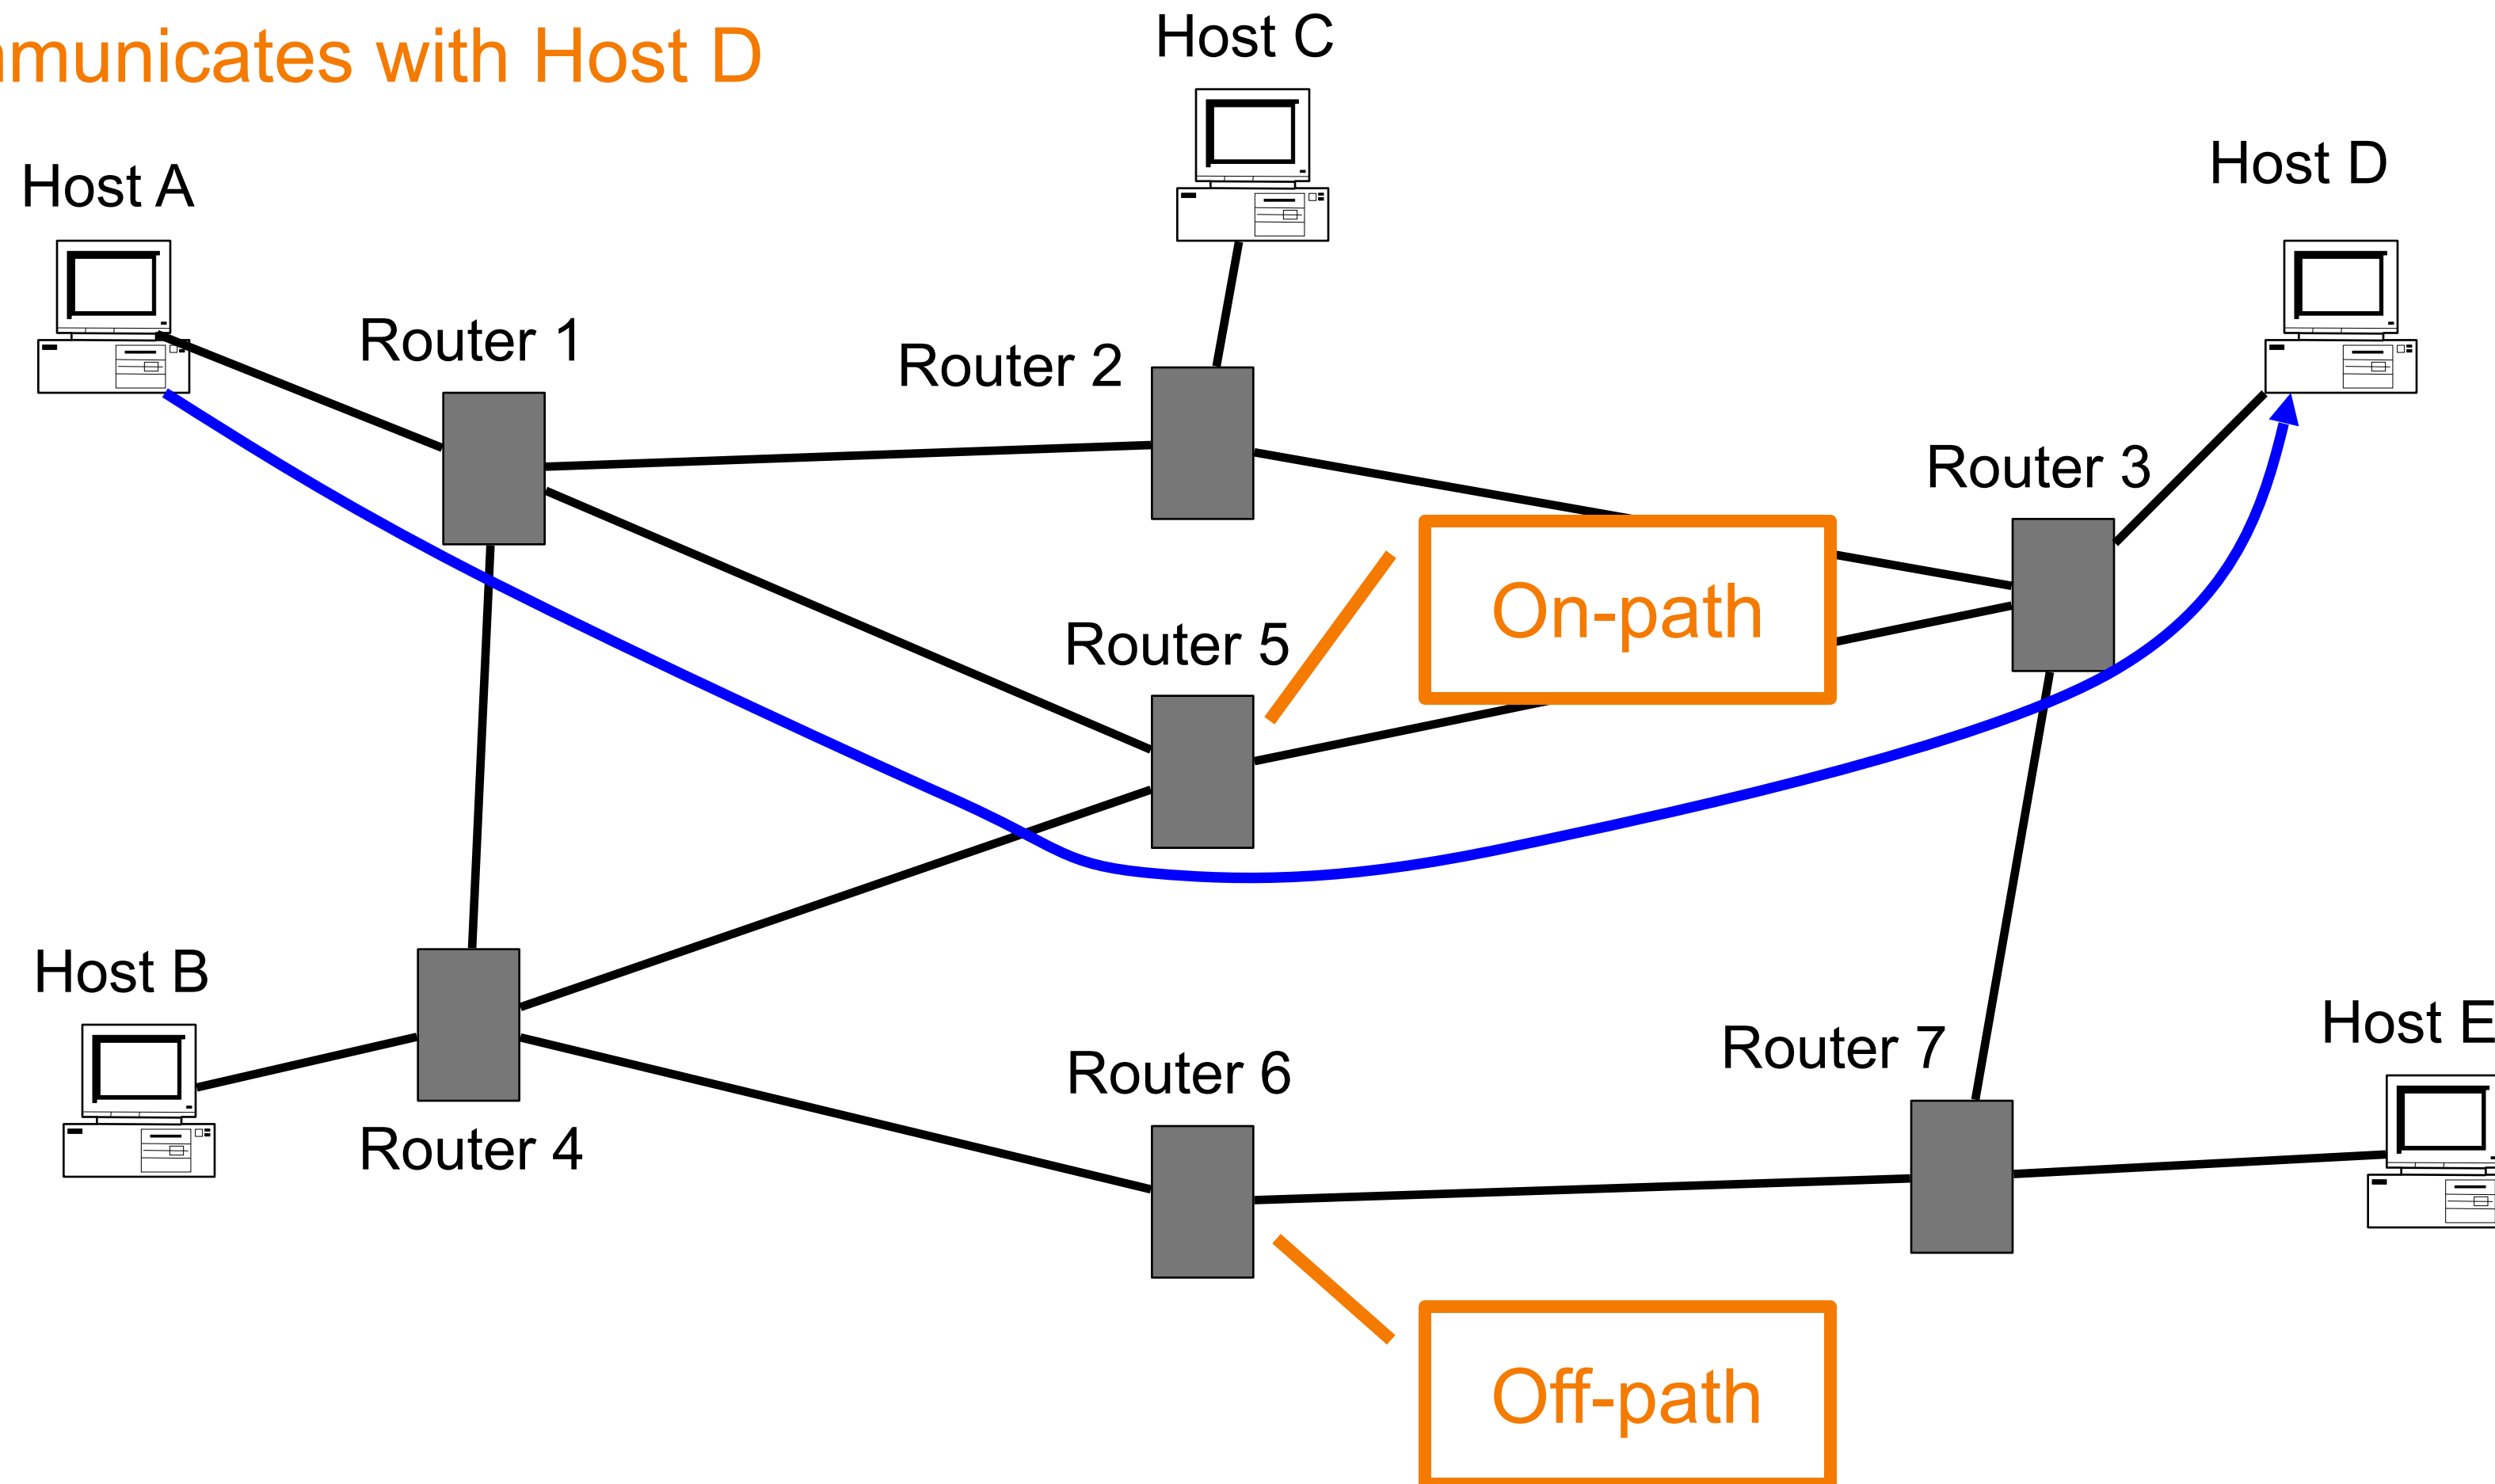 municates with Host D
Host C
Host D
Host A
Router 1
Router 2
Router 3
On-path
Router 5
Host B
Host E
Router 7
Router 6
Router 4
Off-path